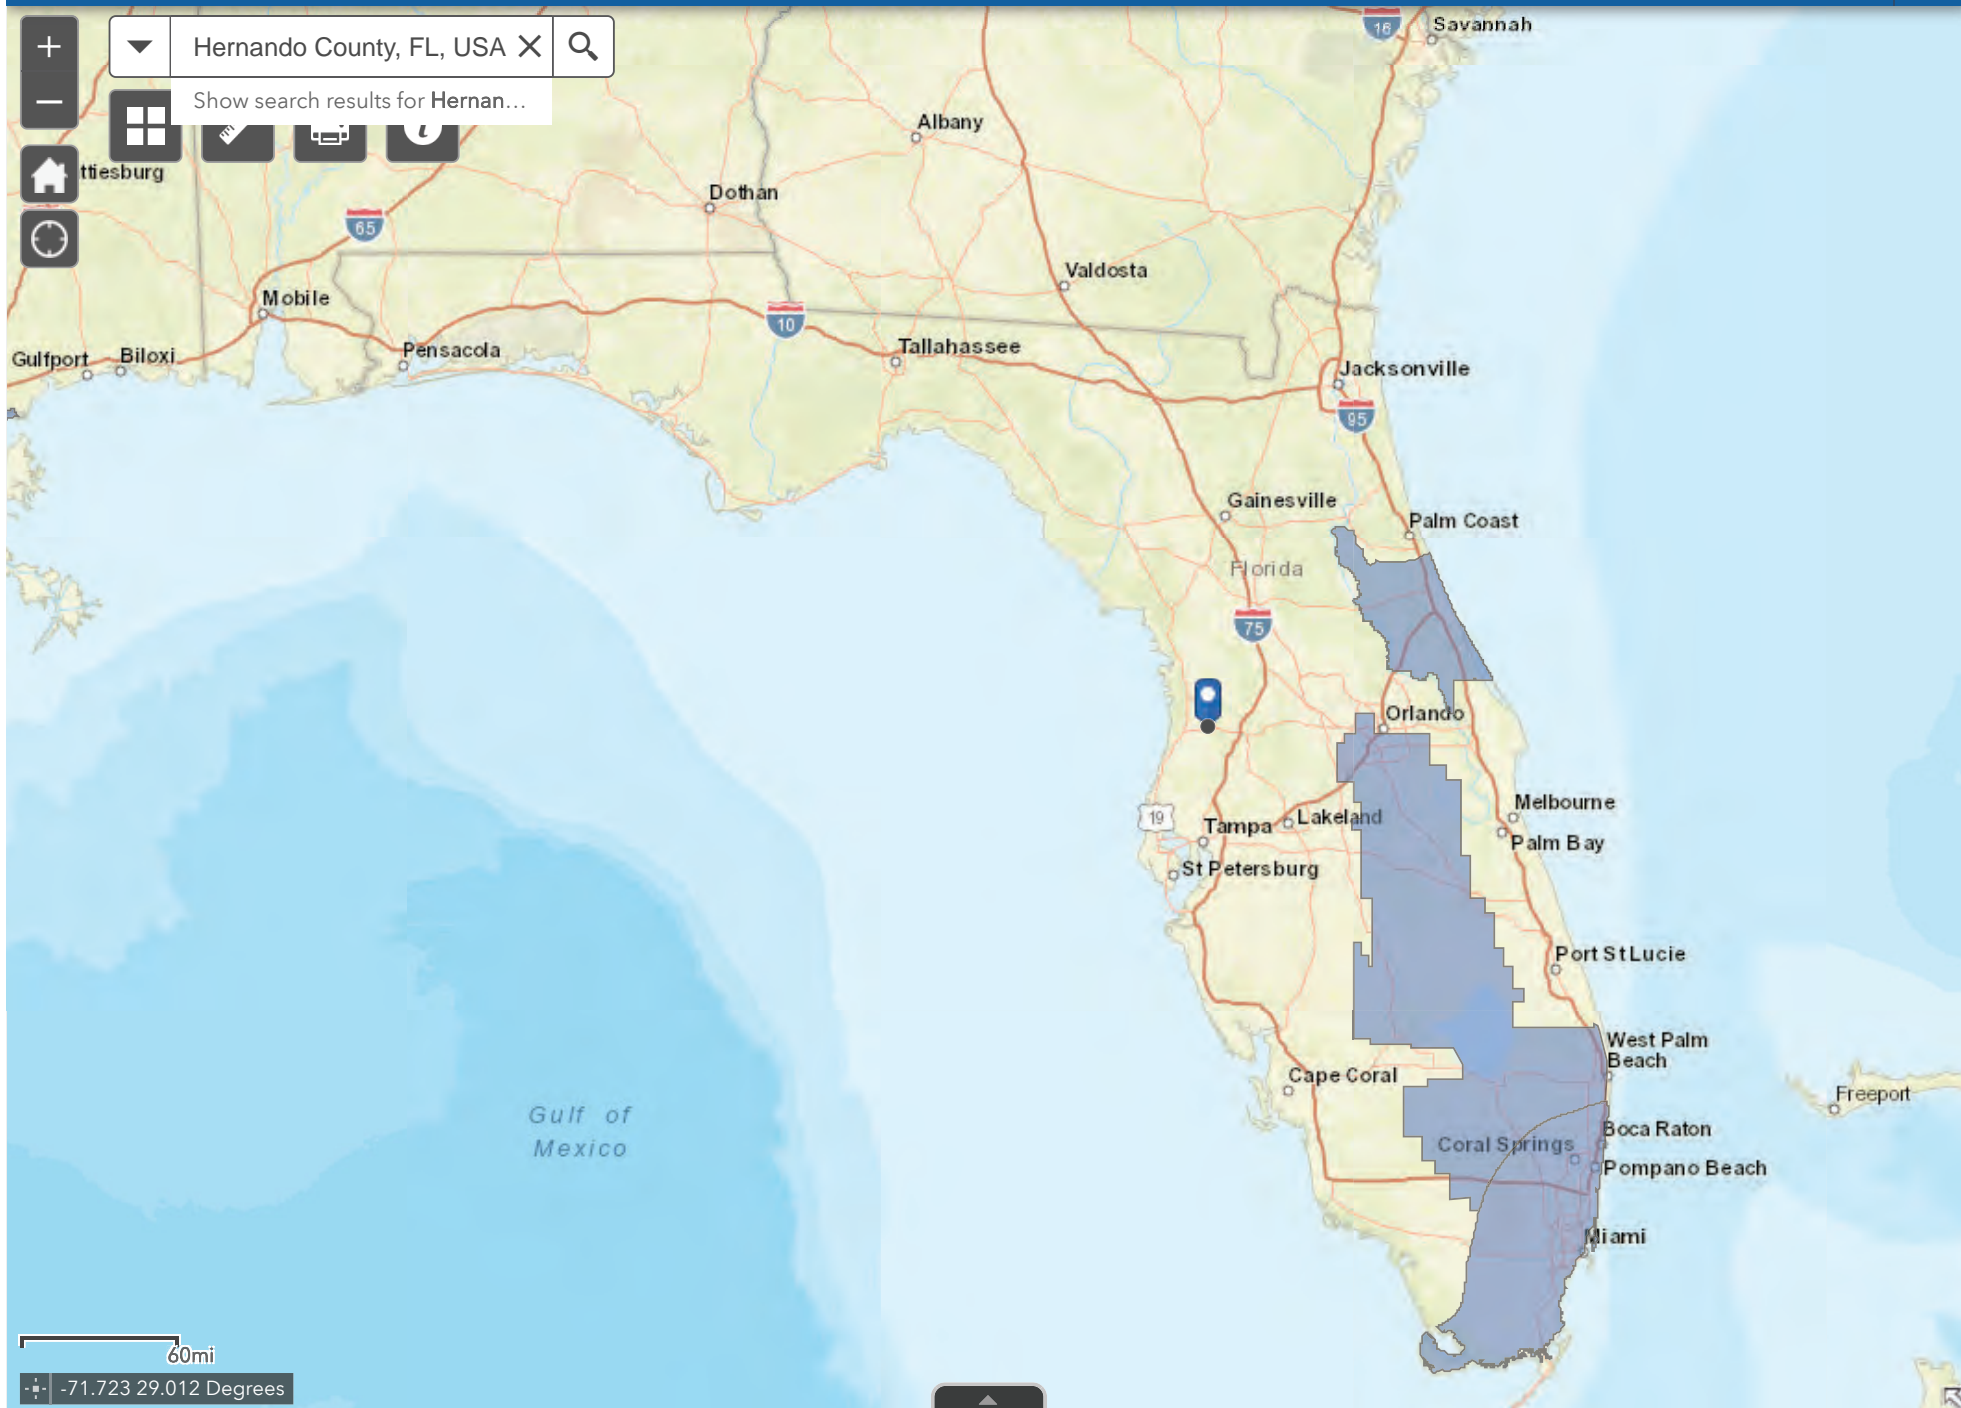 +
Hernando County, FL, USA
−
Show search results for Hernan...
16
Savannah
Albany
ttiesburg
Dothan
65
Valdosta
Mobile
10
Pensacola
Tallahassee
Gulfport
Biloxi
Jacksonville
95
Gainesville
Palm Coast
Florida
75
Orlando
Melbourne
19
Tampa
Lakeland
Palm Bay
St Petersburg
Port St Lucie
West Palm
Beach
Cape Coral
Freeport
Gulf of
Mexico
Boca Raton
Coral Springs
Pompano Beach
Miami
60mi
-71.723 29.012 Degrees